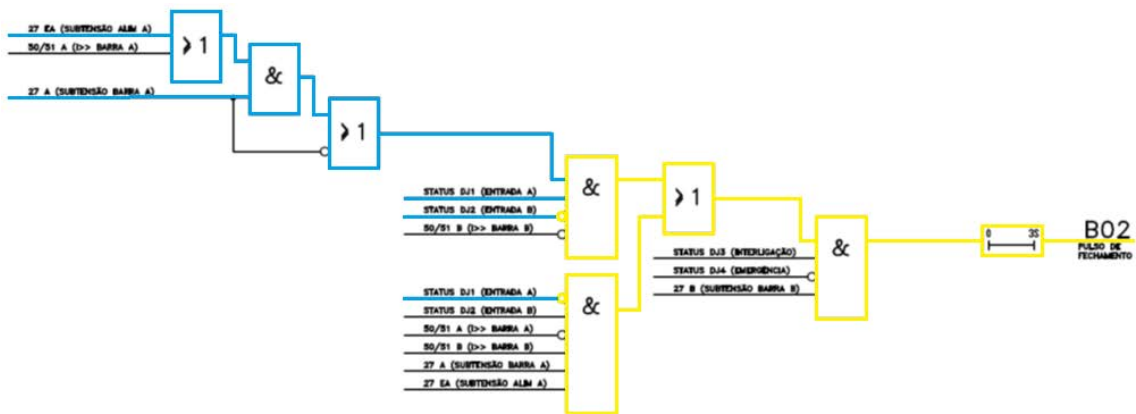 27 EA (SUBTENSÃO ALIM A)
50/51 A (I>> BARRA A)
27 A (SUBTENSÃO BARRA A)
> 1
&
> 1
STATUS DJ1 (ENTRADA A)
STATUS DJ2 (ENTRADA B)
50/51 B (I>> BARRA B)
&
> 1
STATUS DJ3 (INTERLIGAÇÃO)
STATUS DJ4 (EMERGÊNCIA)
27 B (SUBTENSÃO BARRA B)
&
0 3S
B02
PULSO DE
FECHAMENTO
STATUS DJ1 (ENTRADA A)
STATUS DJ2 (ENTRADA B)
50/51 A (I>> BARRA A)
50/51 B (I>> BARRA B)
27 A (SUBTENSÃO BARRA A)
27 EA (SUBTENSÃO ALIM A)
&